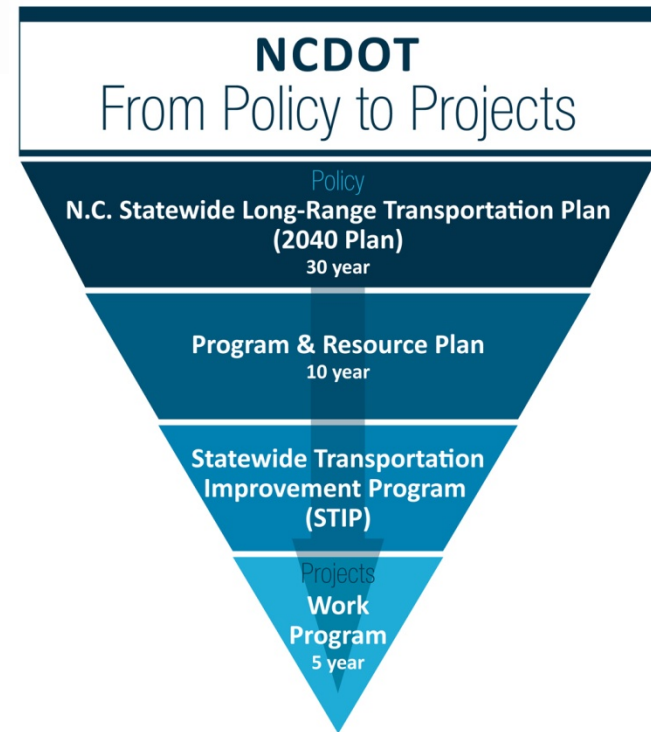 NCDOT
From Policy to Projects
Policy
N.C. Statewide Long-Range Transportation Plan
(2040 Plan)
30 year
Program & Resource Plan
10 year
Statewide Transportation
Improvement Program
(STIP)
Projects
Work
Program
5 year